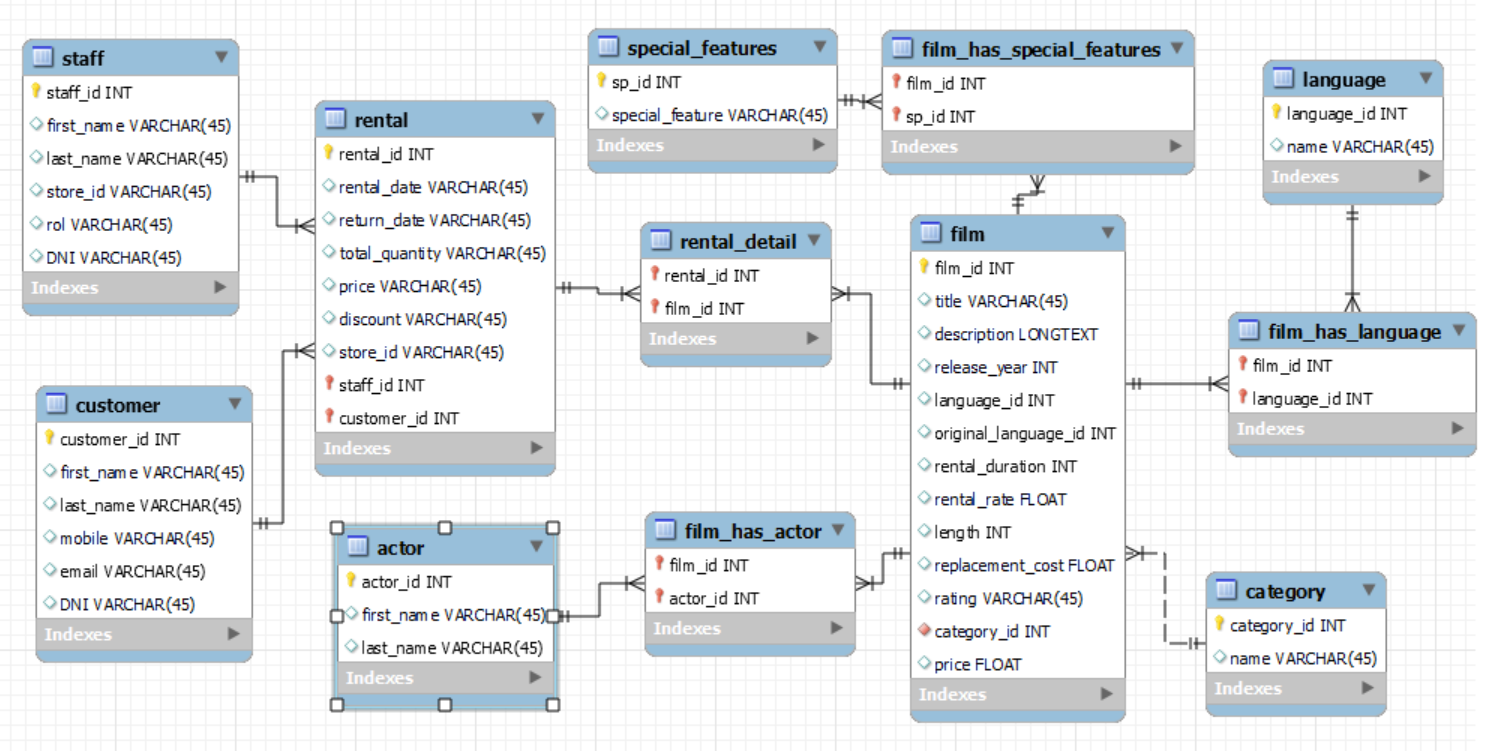 staff
staff_id INT
first_name VARCHAR(45)
last_name VARCHAR(45)
store_id VARCHAR(45)
rol VARCHAR(45)
DNI VARCHAR(45)
Indexes
customer
customer_id INT
first_name VARCHAR(45)
last_name VARCHAR(45)
mobile VARCHAR(45)
email VARCHAR(45)
DNI VARCHAR(45)
Indexes
rental
rental_id INT
rental_date VARCHAR(45)
return_date VARCHAR(45)
total_quantity VARCHAR(45)
price VARCHAR(45)
discount VARCHAR(45)
store_id VARCHAR(45)
staff_id INT
customer_id INT
Indexes
actor
actor_id INT
first_name VARCHAR(45)
last_name VARCHAR(45)
Indexes
special_features
sp_id INT
special_feature VARCHAR(45)
Indexes
rental_detail
rental_id INT
film_id INT
Indexes
film_has_actor
film_id INT
actor_id INT
Indexes
film_has_special_features
film_id INT
sp_id INT
Indexes
film
film_id INT
title VARCHAR(45)
description LONGTEXT
release_year INT
language_id INT
original_language_id INT
rental_duration INT
rental_rate FLOAT
length INT
replacement_cost FLOAT
rating VARCHAR(45)
category_id INT
price FLOAT
Indexes
language
language_id INT
name VARCHAR(45)
Indexes
film_has_language
film_id INT
language_id INT
Indexes
category
category_id INT
name VARCHAR(45)
Indexes